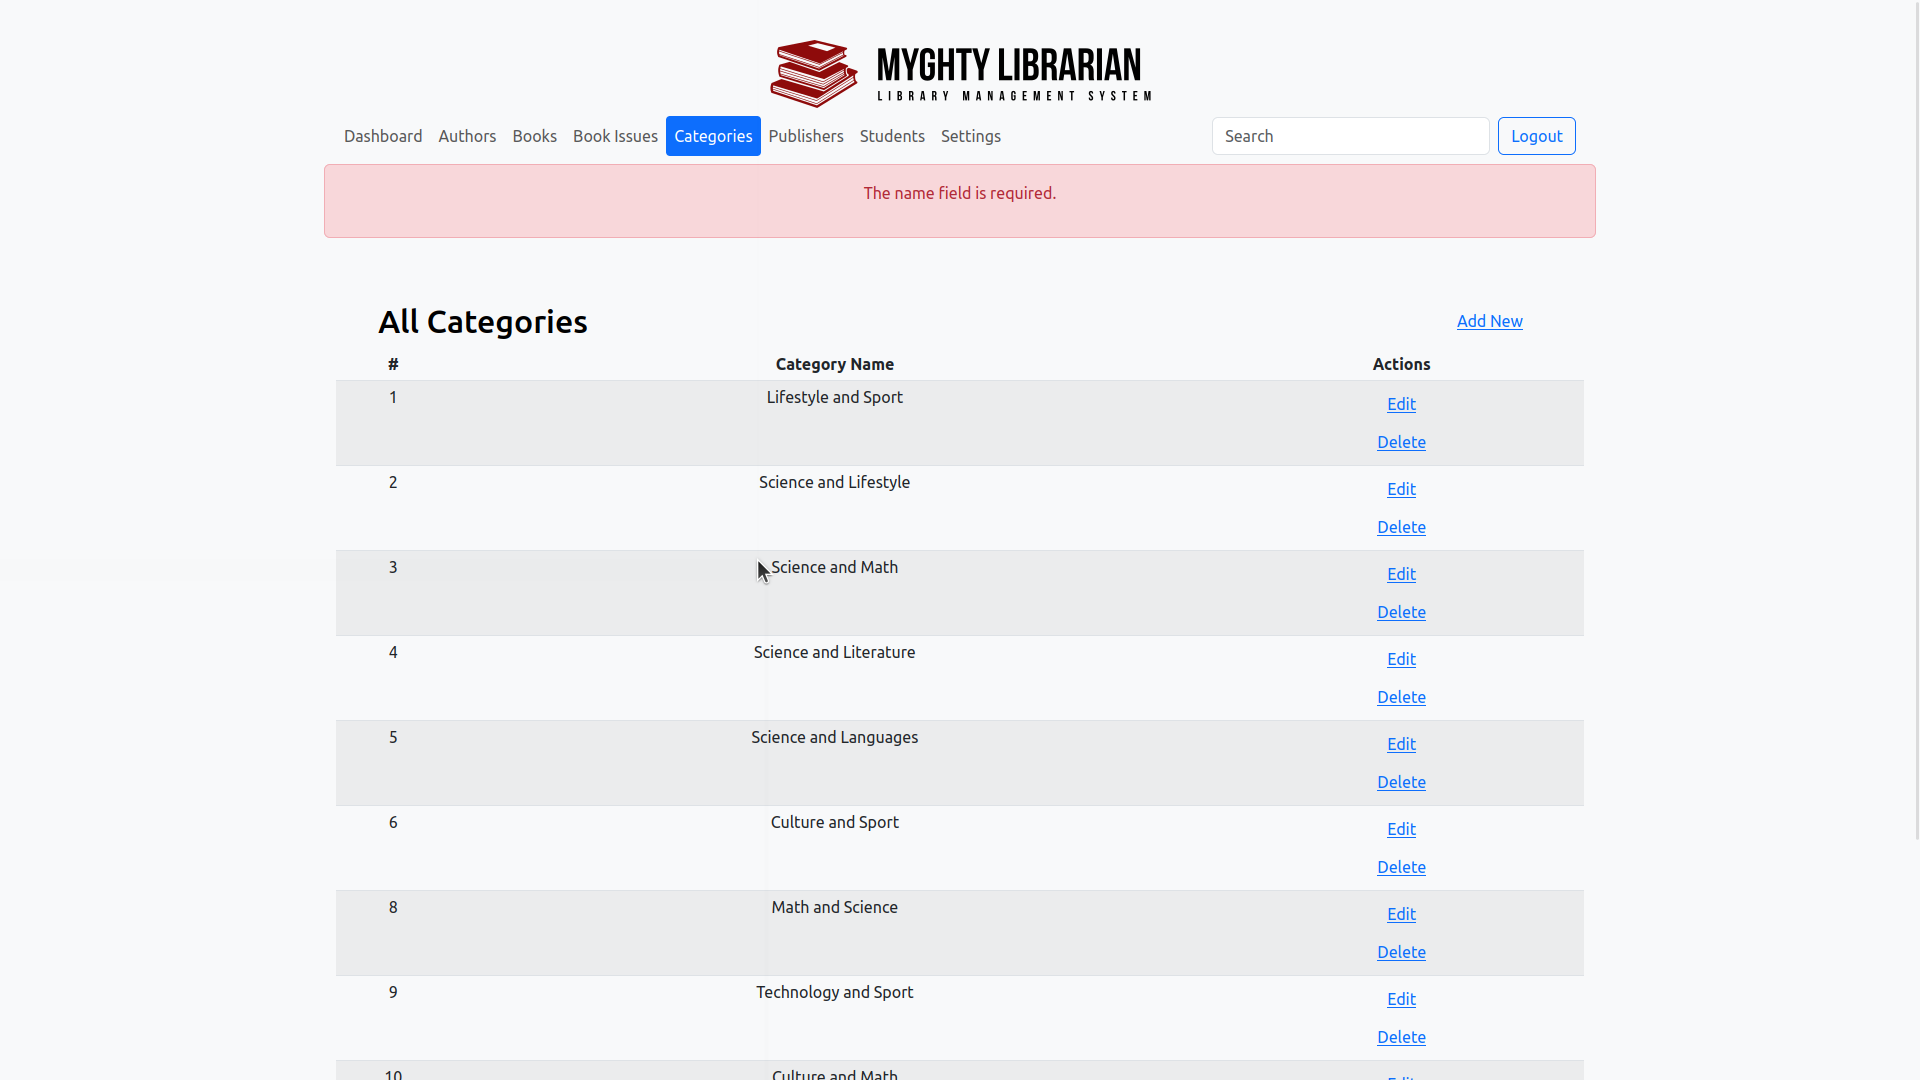 MYGHTY LIBRARIAN
LIBRARY MANAGEMENT SYSTEM
Dashboard Authors Books Book Issues Categories Publishers Students Settings Search Logout
The name field is required.
All Categories Add New
# Category Name Actions
1 Lifestyle and Sport Edit
Delete
2 Science and Lifestyle Edit
Delete
3 Science and Math Edit
Delete
4 Science and Literature Edit
Delete
5 Science and Languages Edit
Delete
6 Culture and Sport Edit
Delete
8 Math and Science Edit
Delete
9 Technology and Sport Edit
Delete
10 Culture and Math Edit